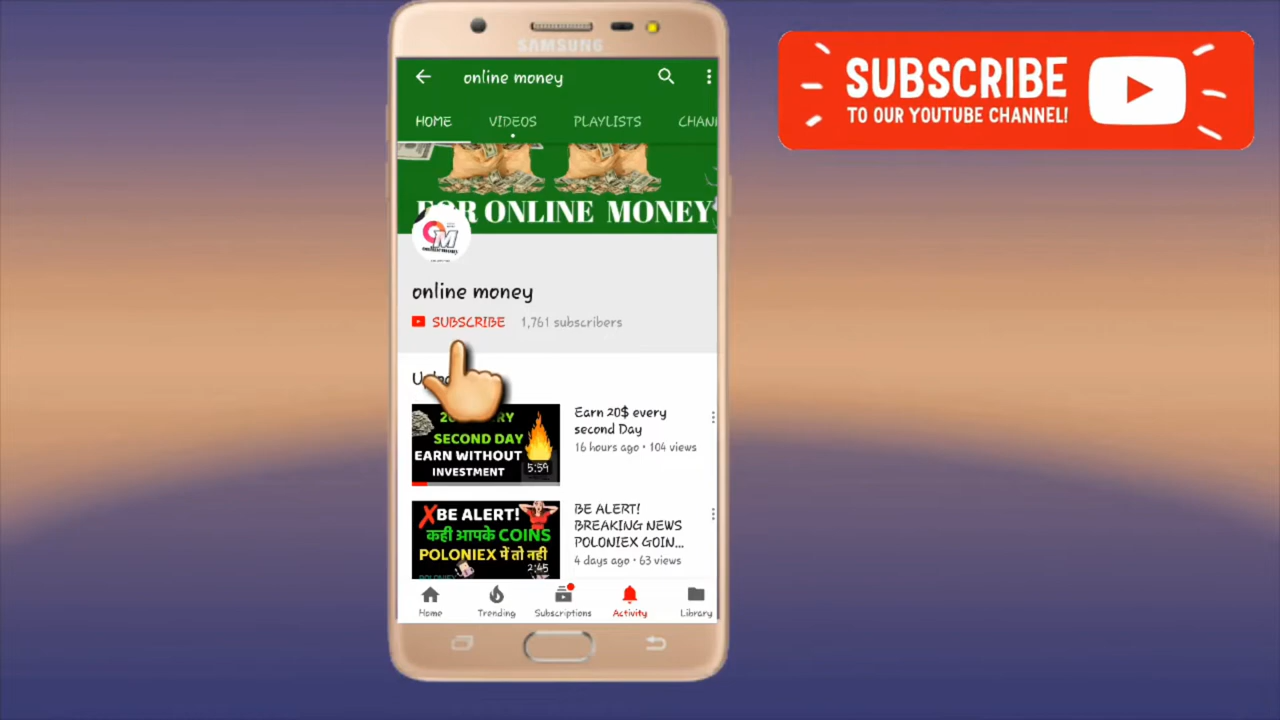 SAMSUNG
online money
HOME VIDEOS PLAYLISTS CHAN
FOR ONLINE MONEY
online money
SUBSCRIBE 1,761 subscribers
SECOND DAY
EARN WITHOUT
INVESTMENT
5:59
Earn 20$ every
second Day
16 hours ago • 104 views
BE ALERT!
कही आपके COINS
POLONIEX में तो नही
2:45
BE ALERT!
BREAKING NEWS
POLONIEX GOIN...
4 days ago • 63 views
Home Trending Subscriptions Activity Library
SUBSCRIBE
TO OUR YOUTUBE CHANNEL!